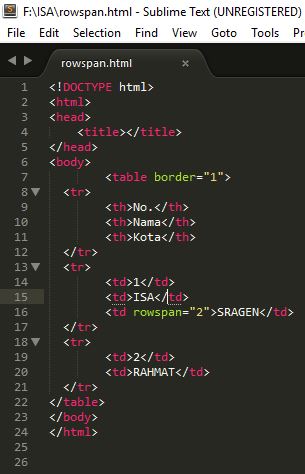 F:\ISA\rowspan.html - Sublime Text (UNREGISTERED)
File Edit Selection Find View Goto Tools Project
rowspan.html ×
1 <!DOCTYPE html>
2 <html>
3 <head>
4 <title></title>
5 </head>
6 <body>
7 <table border="1">
8 <tr>
9 <th>No.</th>
10 <th>Nama</th>
11 <th>Kota</th>
12 </tr>
13 <tr>
14 <td>1</td>
15 <td>ISA</td>
16 <td rowspan="2">SRAGEN</td>
17 </tr>
18 <tr>
19 <td>2</td>
20 <td>RAHMAT</td>
21 </tr>
22 </table>
23 </body>
24 </html>
25
26